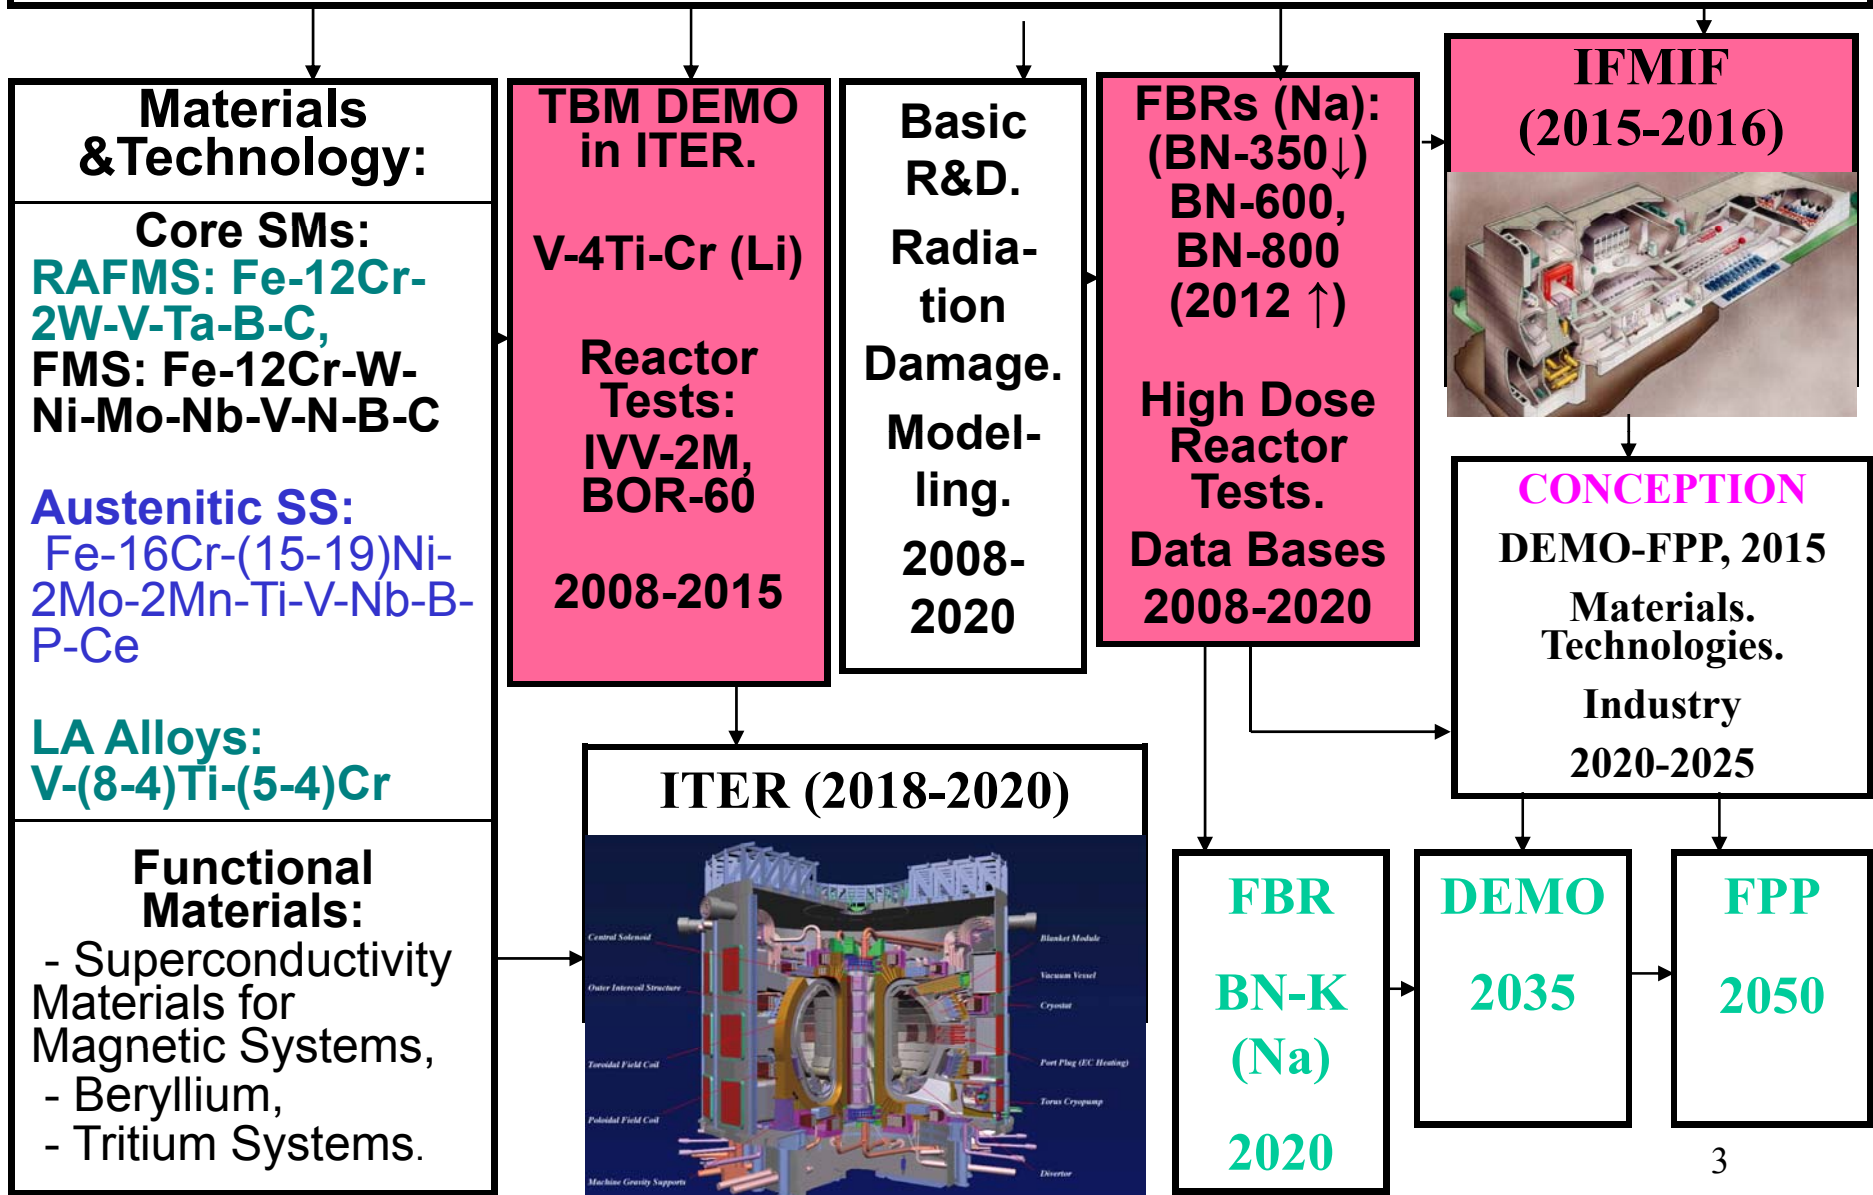 Materials
&Technology:
Core SMs:
RAFMS: Fe-12Cr-
2W-V-Ta-B-C,
FMS: Fe-12Cr-W-
Ni-Mo-Nb-V-N-B-C
Austenitic SS:
Fe-16Cr-(15-19)Ni-
2Mo-2Mn-Ti-V-Nb-B-
P-Ce
LA Alloys:
V-(8-4)Ti-(5-4)Cr
Functional
Materials:
- Superconductivity
Materials for
Magnetic Systems,
- Beryllium,
- Tritium Systems.
TBM DEMO
in ITER.
V-4Ti-Cr (Li)
Reactor
Tests:
IVV-2M,
BOR-60
2008-2015
Basic
R&D.
Radia-
tion
Damage.
Model-
ling.
2008-
2020
FBRs (Na):
(BN-350↓)
BN-600,
BN-800
(2012 ↑)
High Dose
Reactor
Tests.
Data Bases
2008-2020
IFMIF
(2015-2016)
CONCEPTION
DEMO-FPP, 2015
Materials.
Technologies.
Industry
2020-2025
ITER (2018-2020)
Central Solenoid
Outer Intercoil Structure
Toroidal Field Coil
Poloidal Field Coil
Machine Gravity Supports
Blanket Module
Vacuum Vessel
Cryostat
Port Plug (EC Heating)
Torus Cryopump
Divertor
FBR
BN-K
(Na)
2020
DEMO
2035
FPP
2050
3